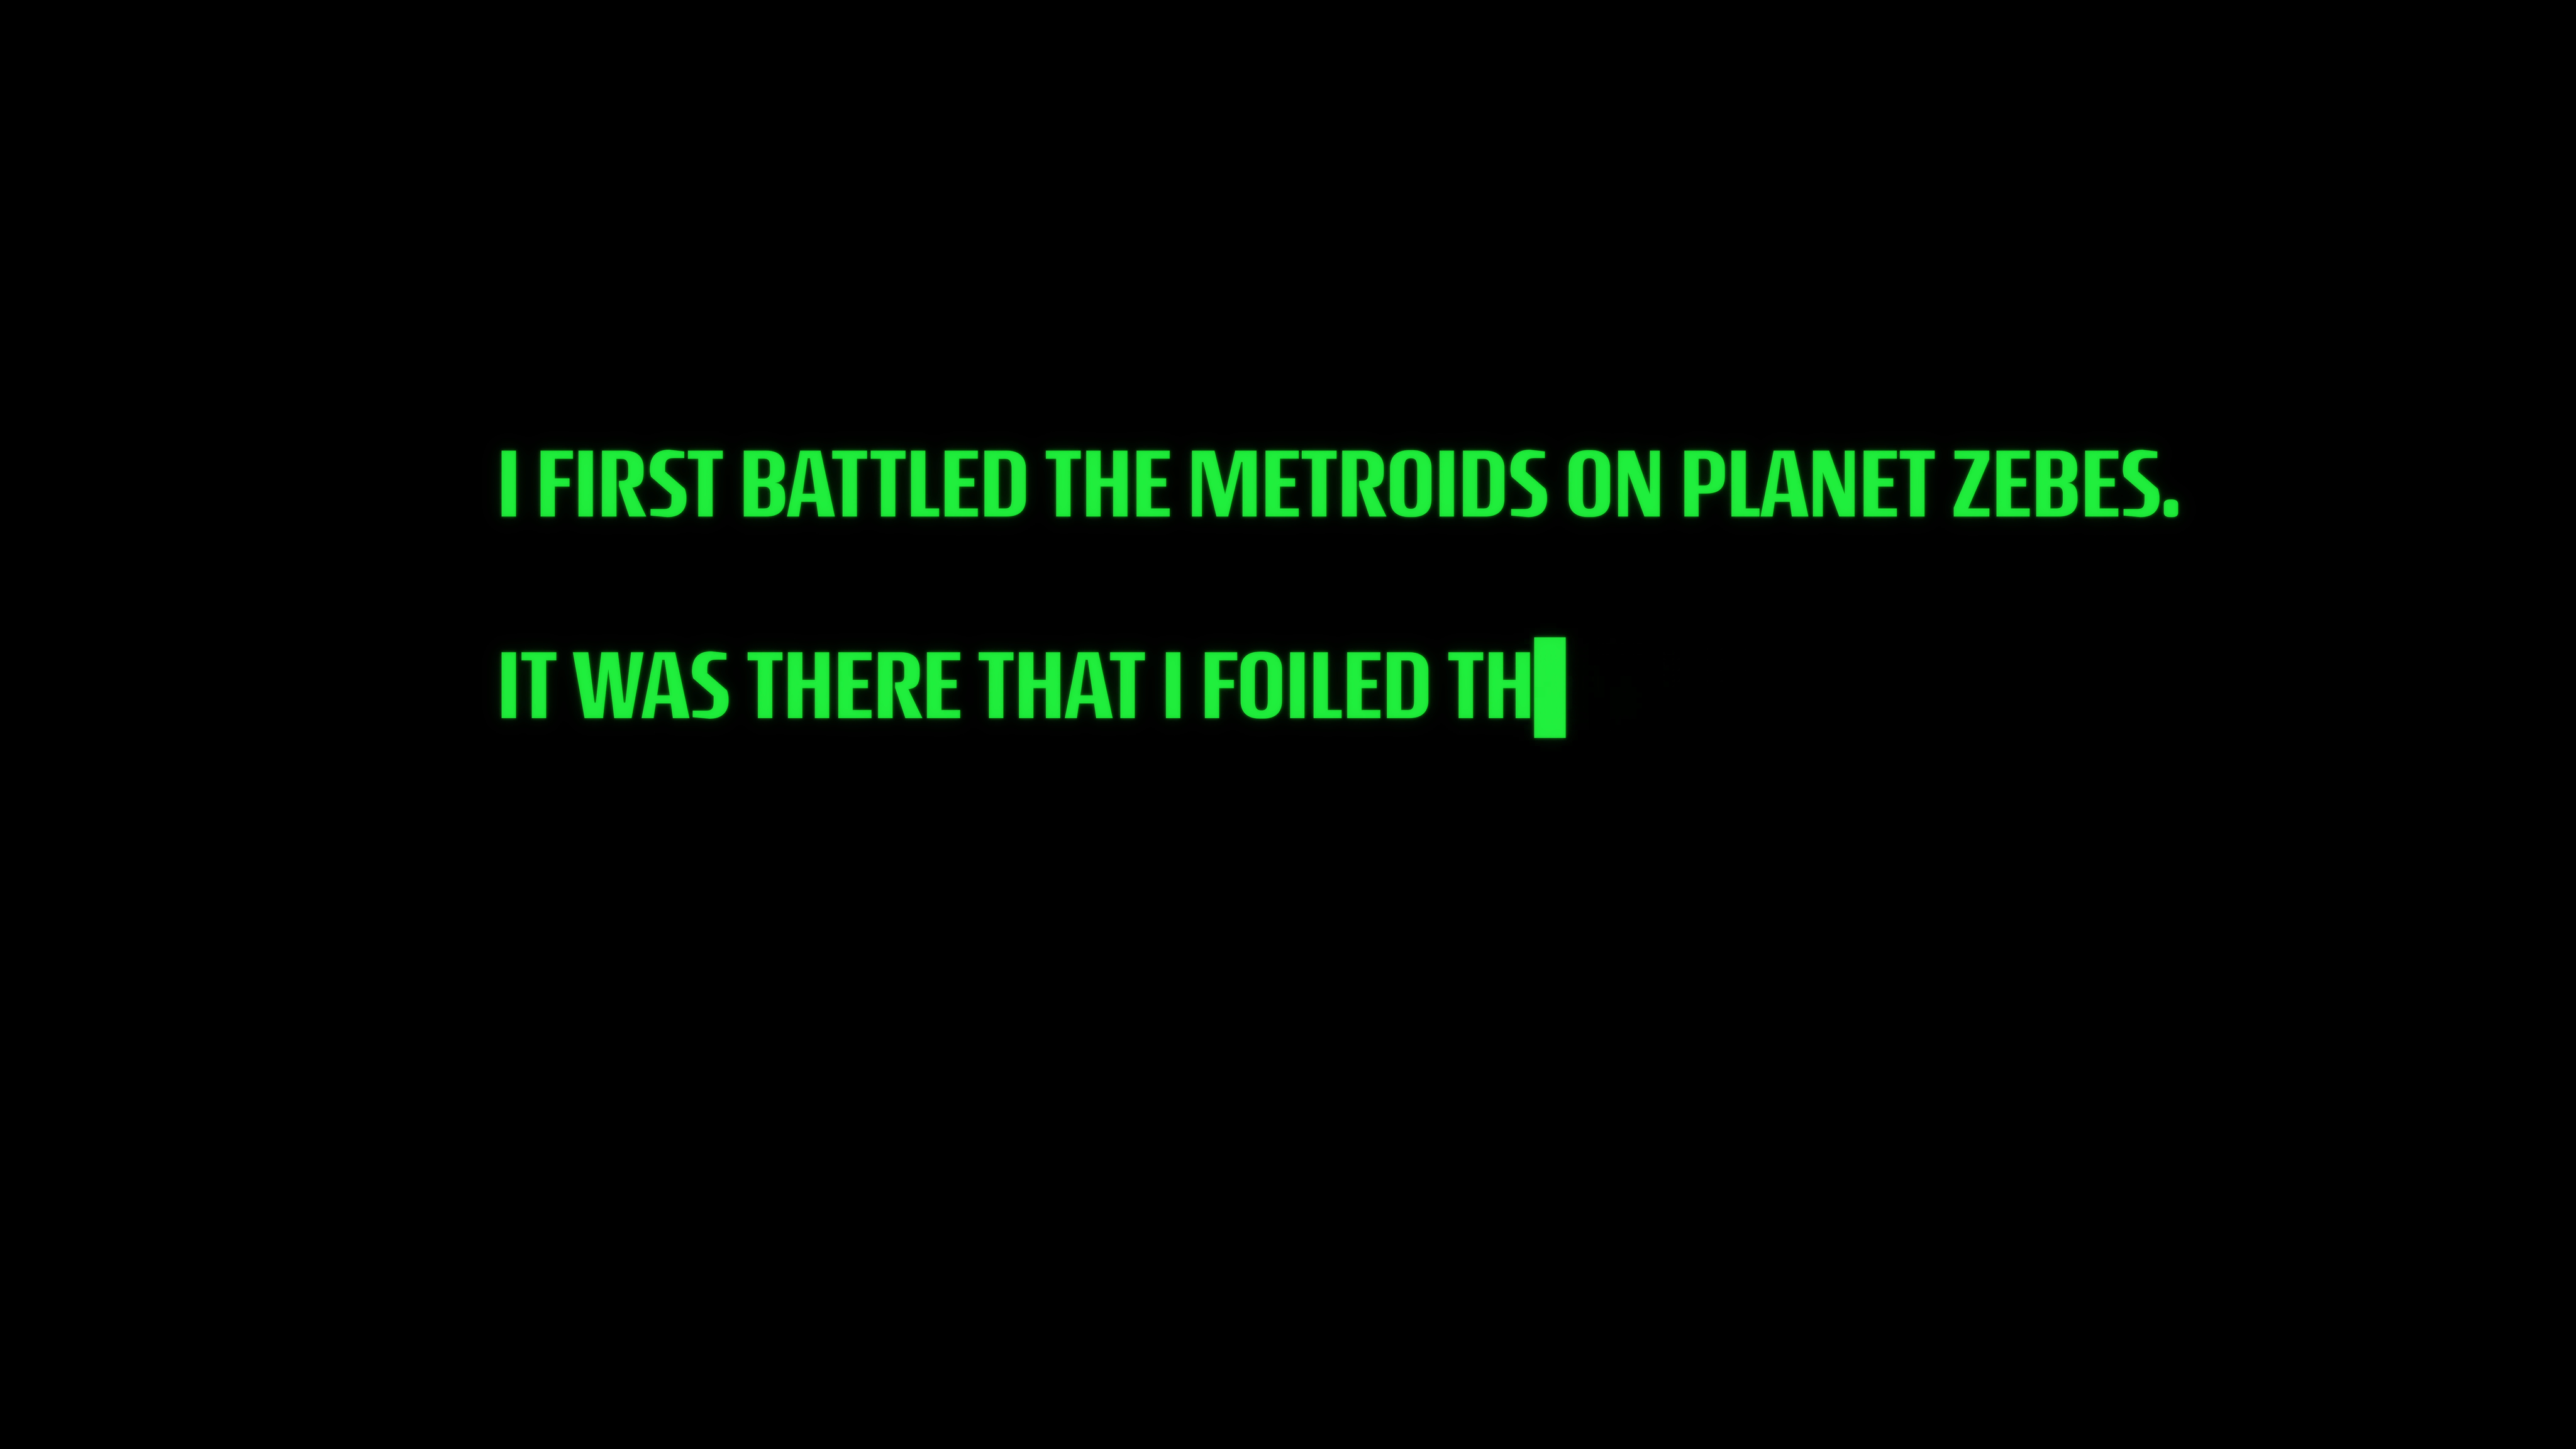 I FIRST BATTLED THE METROIDS ON PLANET ZEBES.
IT WAS THERE THAT I FOILED TH